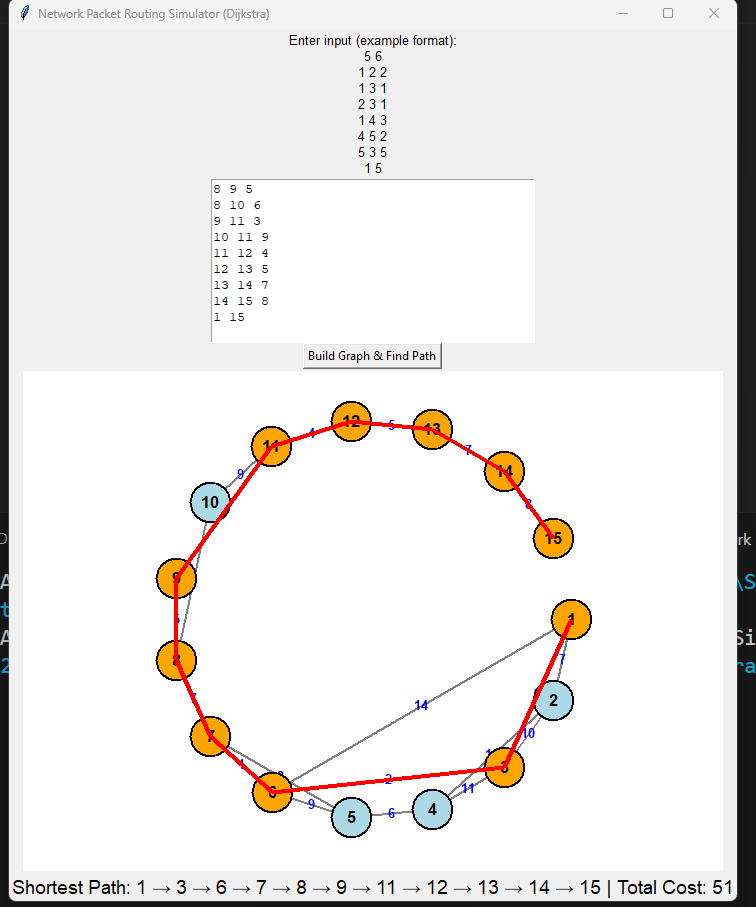 Network Packet Routing Simulator (Dijkstra)
Enter input (example format):
5 6
1 2 2
1 3 1
2 3 1
1 4 3
4 5 2
5 3 5
1 5
8 9 5
8 10 6
9 11 3
10 11 9
11 12 4
12 13 5
13 14 7
14 15 8
1 15
Build Graph & Find Path
12
5
13
4
11
7
14
9
10
8
15
9
5
1
7
8
2
14
10
7
3
2
11
6
9
5
6
4
Shortest Path: 1 → 3 → 6 → 7 → 8 → 9 → 11 → 12 → 13 → 14 → 15 | Total Cost: 51